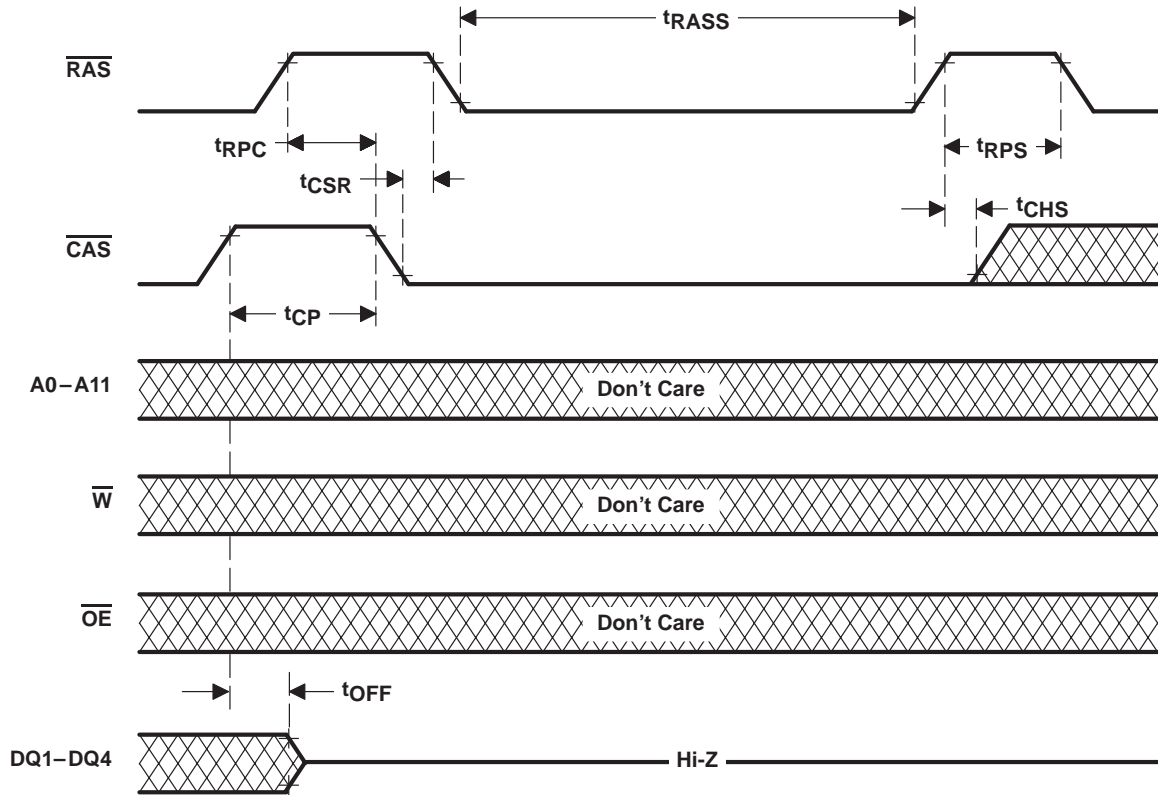 tRASS
RAS
tRPC
tRPS
tCSR
tCHS
CAS
tCP
A0–A11
Don't Care
W
Don't Care
OE
Don't Care
tOFF
DQ1–DQ4
Hi-Z